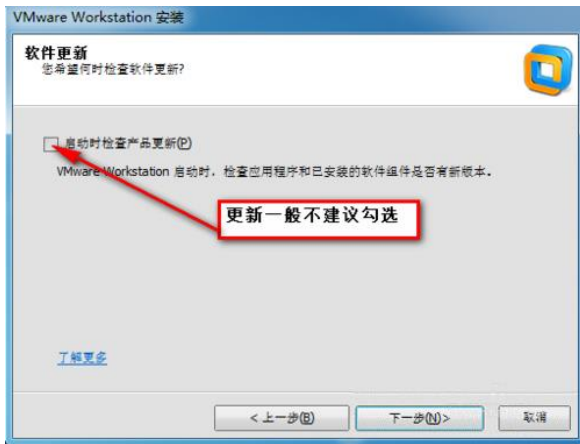 VMware Workstation 安装
软件更新
您希望何时检查软件更新?
启动时检查产品更新(P)
VMware Workstation 启动时，检查应用程序和已安装的软件组件是否有新版本。
更新一般不建议勾选
了解更多
< 上一步(B)
下一步(N)>
取消